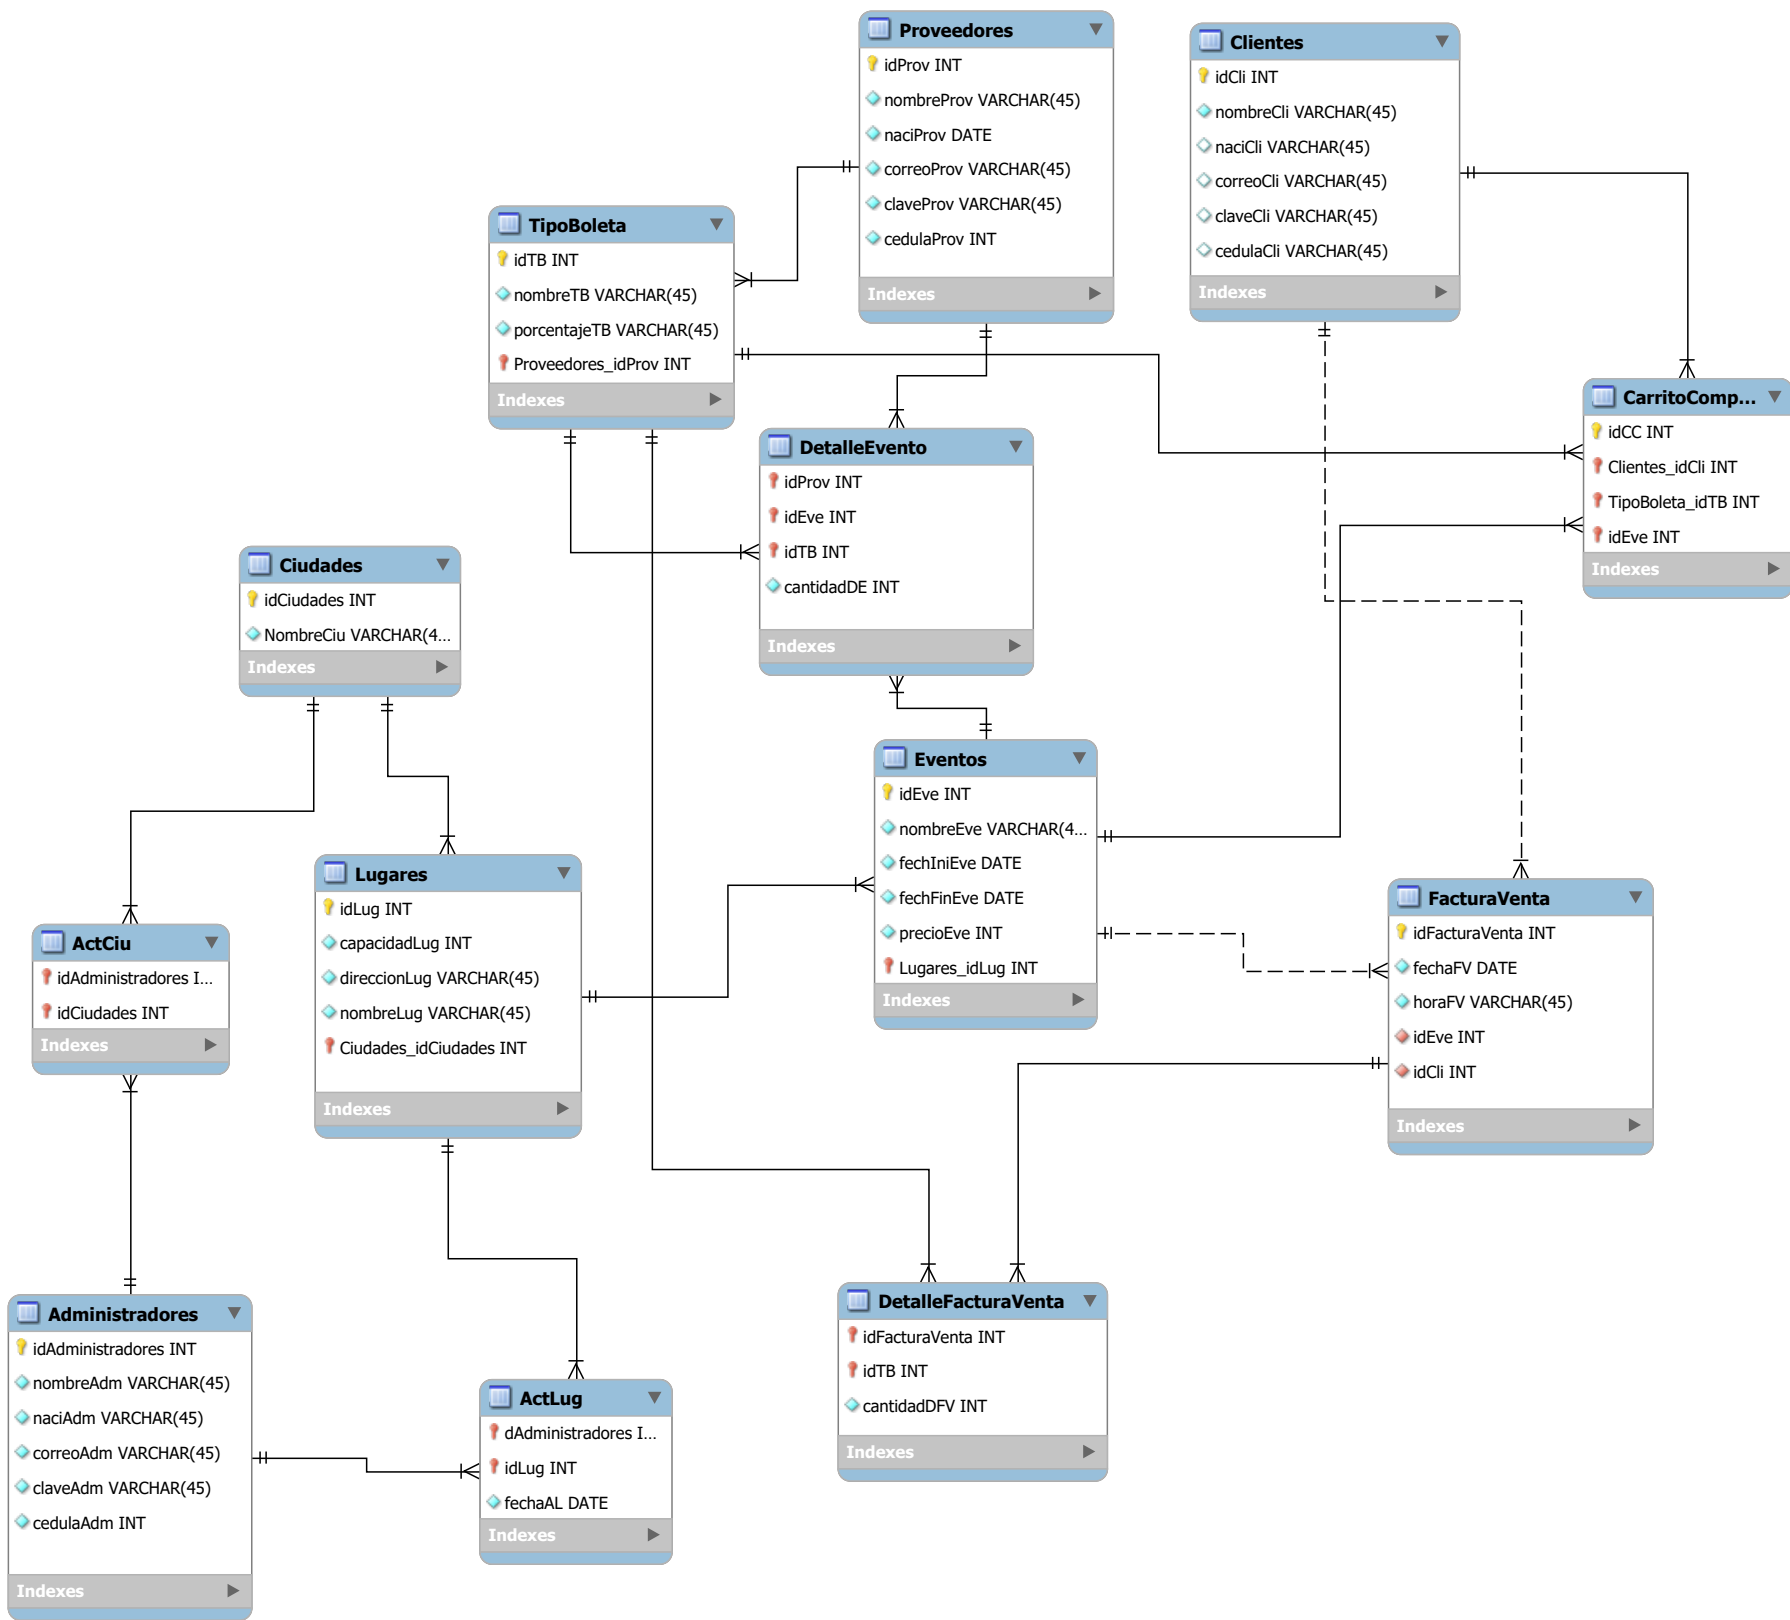 Proveedores
idProv INT
nombreProv VARCHAR(45)
naciProv DATE
correoProv VARCHAR(45)
claveProv VARCHAR(45)
cedulaProv INT
Indexes
Clientes
idCli INT
nombreCli VARCHAR(45)
naciCli VARCHAR(45)
correoCli VARCHAR(45)
claveCli VARCHAR(45)
cedulaCli VARCHAR(45)
Indexes
TipoBoleta
idTB INT
nombreTB VARCHAR(45)
porcentajeTB VARCHAR(45)
Proveedores_idProv INT
Indexes
CarritoComp...
idCC INT
Clientes_idCli INT
TipoBoleta_idTB INT
idEve INT
Indexes
DetalleEvento
idProv INT
idEve INT
idTB INT
cantidadDE INT
Indexes
Ciudades
idCiudades INT
NombreCiu VARCHAR(4...
Indexes
Eventos
idEve INT
nombreEve VARCHAR(4...
fechIniEve DATE
fechFinEve DATE
precioEve INT
Lugares_idLug INT
Indexes
Lugares
idLug INT
capacidadLug INT
direccionLug VARCHAR(45)
nombreLug VARCHAR(45)
Ciudades_idCiudades INT
Indexes
FacturaVenta
idFacturaVenta INT
fechaFV DATE
horaFV VARCHAR(45)
idEve INT
idCli INT
Indexes
ActCiu
idAdministradores I...
idCiudades INT
Indexes
Administradores
idAdministradores INT
nombreAdm VARCHAR(45)
naciAdm VARCHAR(45)
correoAdm VARCHAR(45)
claveAdm VARCHAR(45)
cedulaAdm INT
Indexes
ActLug
dAdministradores I...
idLug INT
fechaAL DATE
Indexes
DetalleFacturaVenta
idFacturaVenta INT
idTB INT
cantidadDFV INT
Indexes